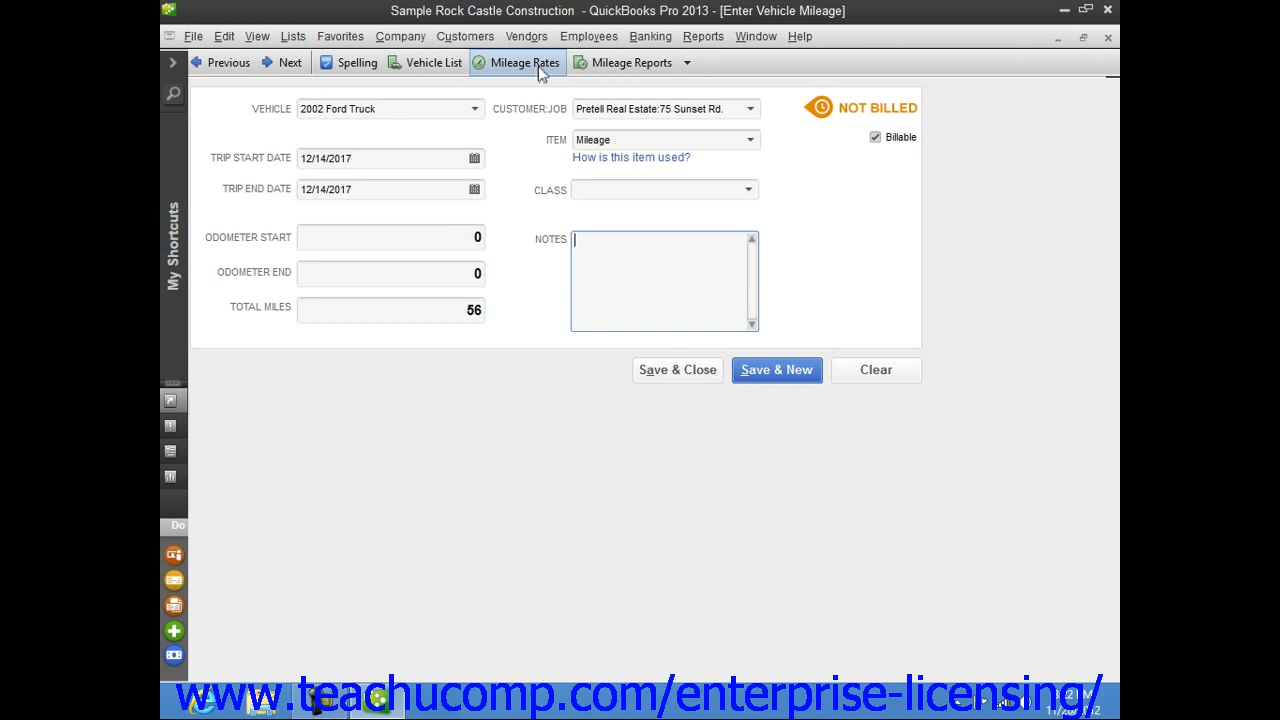 Sample Rock Castle Construction - QuickBooks Pro 2013 - [Enter Vehicle Mileage]
File Edit View Lists Favorites Company Customers Vendors Employees Banking Reports Window Help
Previous Next Spelling Vehicle List Mileage Rates Mileage Reports
VEHICLE 2002 Ford Truck CUSTOMER:JOB Pretell Real Estate:75 Sunset Rd. NOT BILLED
ITEM Mileage Billable
How is this item used?
TRIP START DATE 12/14/2017
TRIP END DATE 12/14/2017 CLASS
ODOMETER START 0 NOTES
ODOMETER END 0
TOTAL MILES 56
My Shortcuts
Save & Close Save & New Clear
Do
www.teachucomp.com/enterprise-licensing/